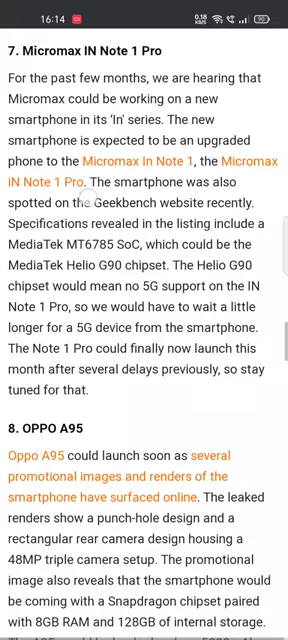 16:14
0.18
KB/S
90
7. Micromax IN Note 1 Pro
For the past few months, we are hearing that
Micromax could be working on a new
smartphone in its 'In' series. The new
smartphone is expected to be an upgraded
phone to the Micromax In Note 1, the Micromax
iN Note 1 Pro. The smartphone was also
spotted on the Geekbench website recently.
Specifications revealed in the listing include a
MediaTek MT6785 SoC, which could be the
MediaTek Helio G90 chipset. The Helio G90
chipset would mean no 5G support on the IN
Note 1 Pro, so we would have to wait a little
longer for a 5G device from the smartphone.
The Note 1 Pro could finally now launch this
month after several delays previously, so stay
tuned for that.
8. OPPO A95
Oppo A95 could launch soon as several
promotional images and renders of the
smartphone have surfaced online. The leaked
renders show a punch-hole design and a
rectangular rear camera design housing a
48MP triple camera setup. The promotional
image also reveals that the smartphone would
be coming with a Snapdragon chipset paired
with 8GB RAM and 128GB of internal storage.